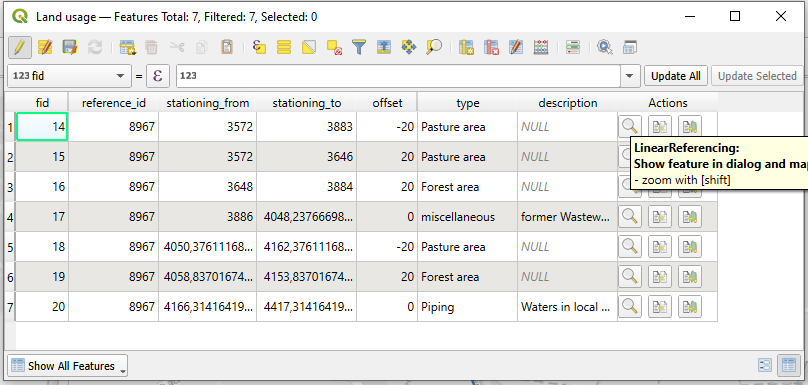 Land usage — Features Total: 7, Filtered: 7, Selected: 0
123 fid = ε 123 Update All Update Selected
fid reference_id stationing_from stationing_to offset type description Actions
1 14 8967 3572 3883 -20 Pasture area NULL
2 15 8967 3572 3646 20 Pasture area NULL
3 16 8967 3648 3884 20 Forest area NULL
4 17 8967 3886 4048,23766698... 0 miscellaneous former Wastew...
5 18 8967 4050,37611168... 4162,37611168... -20 Pasture area NULL
6 19 8967 4058,83701674... 4153,83701674... 20 Forest area NULL
7 20 8967 4166,31416419... 4417,31416419... 0 Piping Waters in local ...
LinearReferencing:
Show feature in dialog and ma
- zoom with [shift]
Show All Features